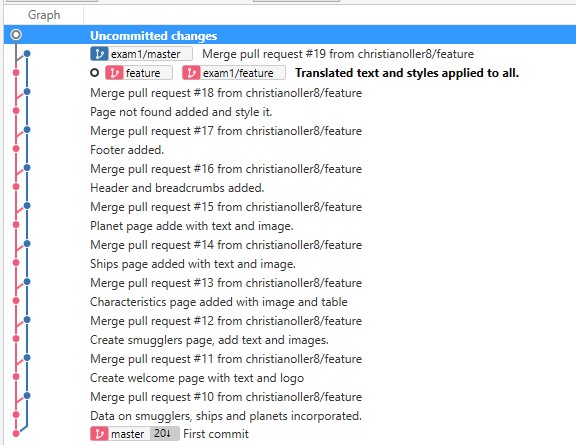 Graph
Uncommitted changes
exam1/master Merge pull request #19 from christianoller8/feature
feature exam1/feature Translated text and styles applied to all.
Merge pull request #18 from christianoller8/feature
Page not found added and style it.
Merge pull request #17 from christianoller8/feature
Footer added.
Merge pull request #16 from christianoller8/feature
Header and breadcrumbs added.
Merge pull request #15 from christianoller8/feature
Planet page adde with text and image.
Merge pull request #14 from christianoller8/feature
Ships page added with text and image.
Merge pull request #13 from christianoller8/feature
Characteristics page added with image and table
Merge pull request #12 from christianoller8/feature
Create smugglers page, add text and images.
Merge pull request #11 from christianoller8/feature
Create welcome page with text and logo
Merge pull request #10 from christianoller8/feature
Data on smugglers, ships and planets incorporated.
master 20↓ First commit